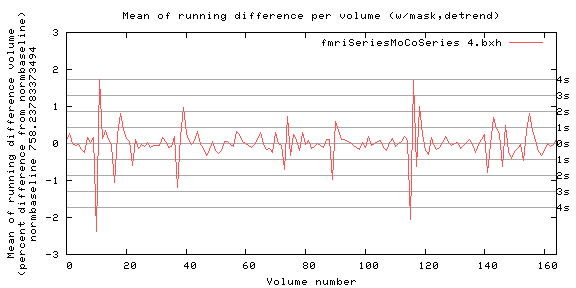 Mean of running difference per volume (w/mask,detrend)
fmriSeriesMoCoSeries 4.bxh
Mean of running difference volume
(percent difference from normbaseline)
normbaseline 758.23783373494
3
2
1
0
-1
-2
-3
4s
3s
2s
1s
0s
1s
2s
3s
4s
0
20
40
60
80
100
120
140
160
Volume number